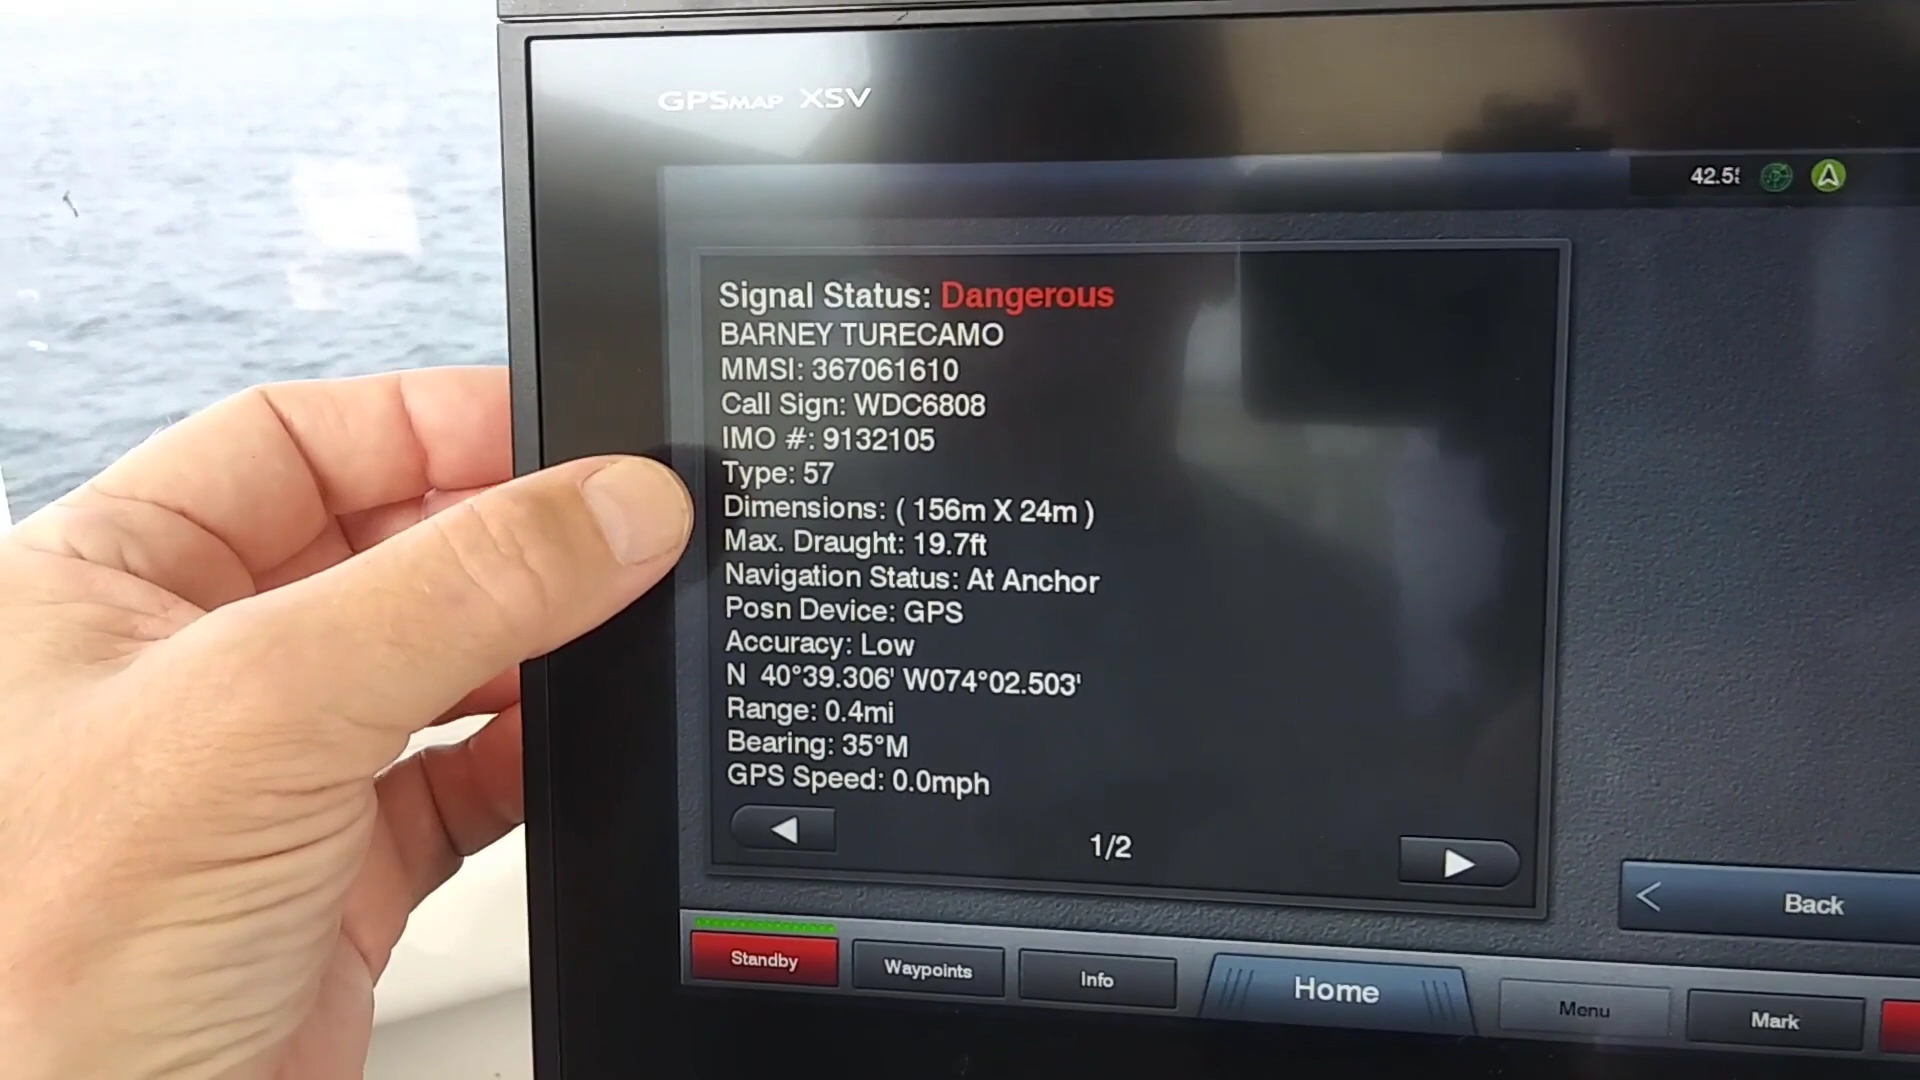 GPSMAP XSV
42.5ft
Signal Status: Dangerous
BARNEY TURECAMO
MMSI: 367061610
Call Sign: WDC6808
IMO #: 9132105
Type: 57
Dimensions: ( 156m X 24m )
Max. Draught: 19.7ft
Navigation Status: At Anchor
Posn Device: GPS
Accuracy: Low
N 40°39.306' W074°02.503'
Range: 0.4mi
Bearing: 35°M
GPS Speed: 0.0mph
1/2
Back
Standby
Waypoints
Info
Home
Menu
Mark